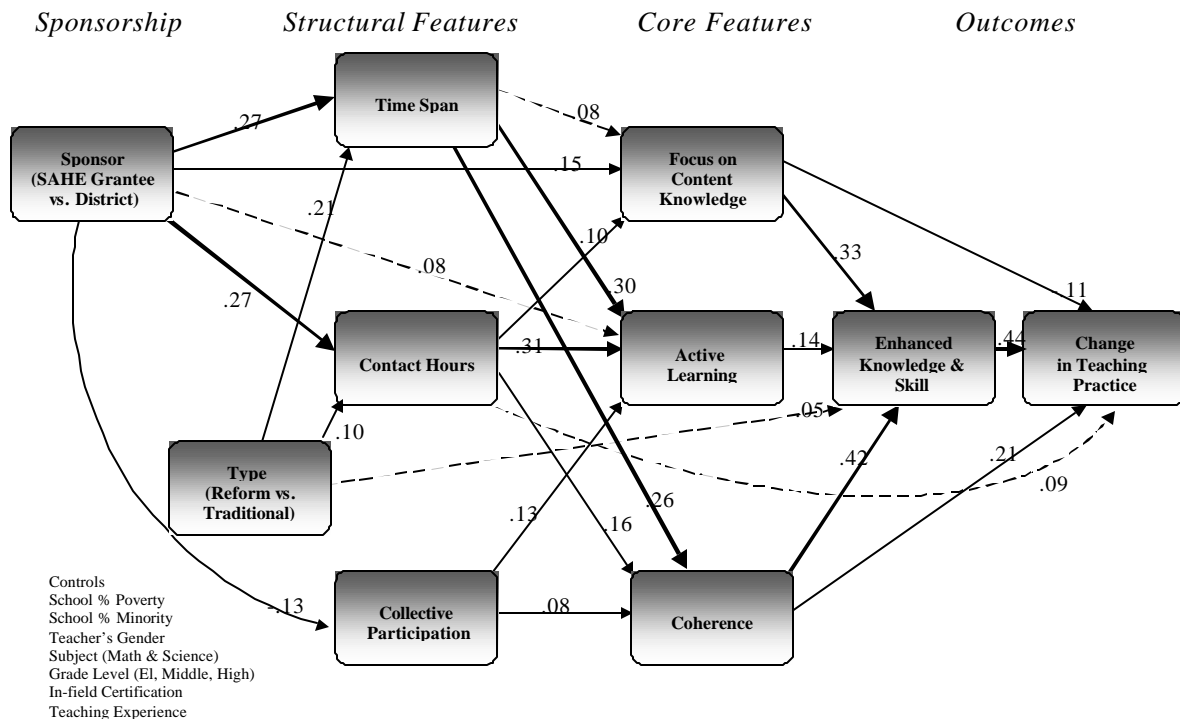 Sponsorship
Structural Features
Core Features
Outcomes
Time Span
.08
.27
Sponsor
(SAHE Grantee
vs. District)
.15
Focus on
Content
Knowledge
.21
.10
.08
.33
.27
.30
-.11
Contact Hours
.31
Active
Learning
.14
Enhanced
Knowledge &
Skill
.44
Change
in Teaching
Practice
.10
.05
Type
(Reform vs.
Traditional)
.42
.21
.09
.26
.13
.16
Controls
School % Poverty
School % Minority
Teacher's Gender
Subject (Math & Science)
Grade Level (El, Middle, High)
In-field Certification
Teaching Experience
-.13
Collective
Participation
.08
Coherence